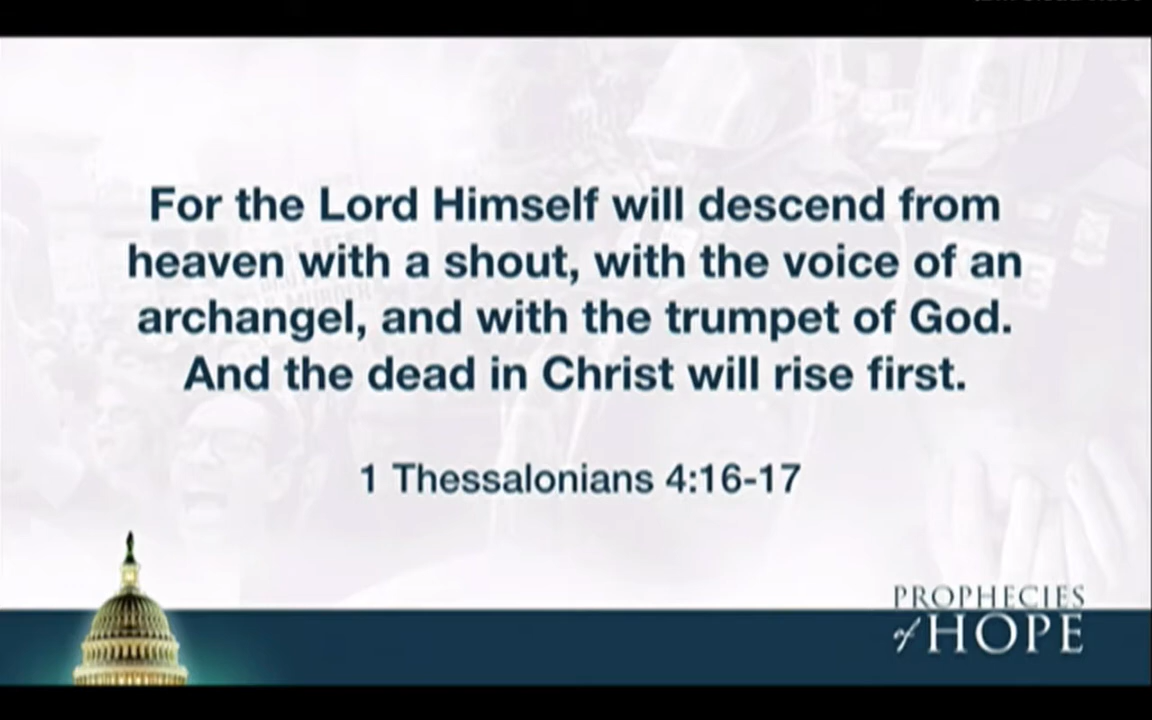 For the Lord Himself will descend from
heaven with a shout, with the voice of an
archangel, and with the trumpet of God.
And the dead in Christ will rise first.
1 Thessalonians 4:16-17
PROPHECIES
of HOPE